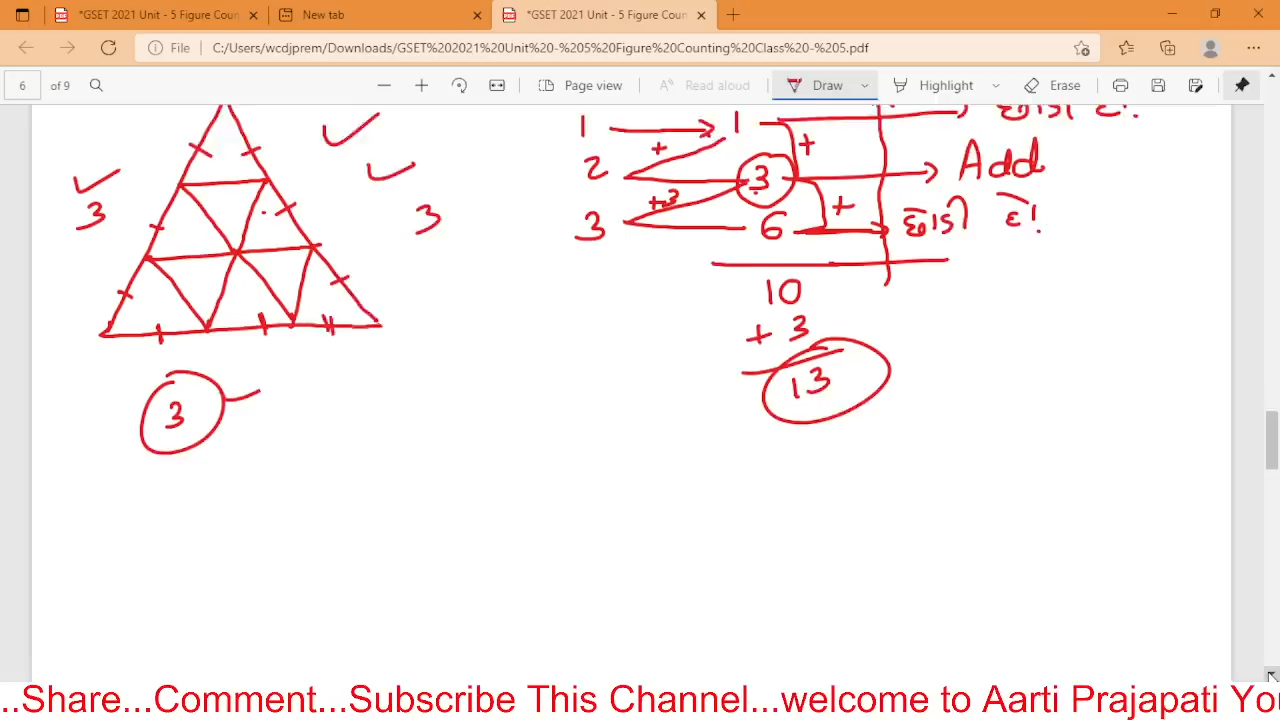 *GSET 2021 Unit - 5 Figure Coun
New tab
*GSET 2021 Unit - 5 Figure Coun
File
C:/Users/wcdjprem/Downloads/GSET%202021%20Unit%20-%205%20Figure%20Counting%20Class%20-%205.pdf
6 of 9
Page view
Read aloud
Draw
Highlight
Erase
1 1
+ +
2 3 Add
3 +3 +
3 3 6
10
+ 3
13
3
..Share...Comment...Subscribe This Channel...welcome to Aarti Prajapati Yo